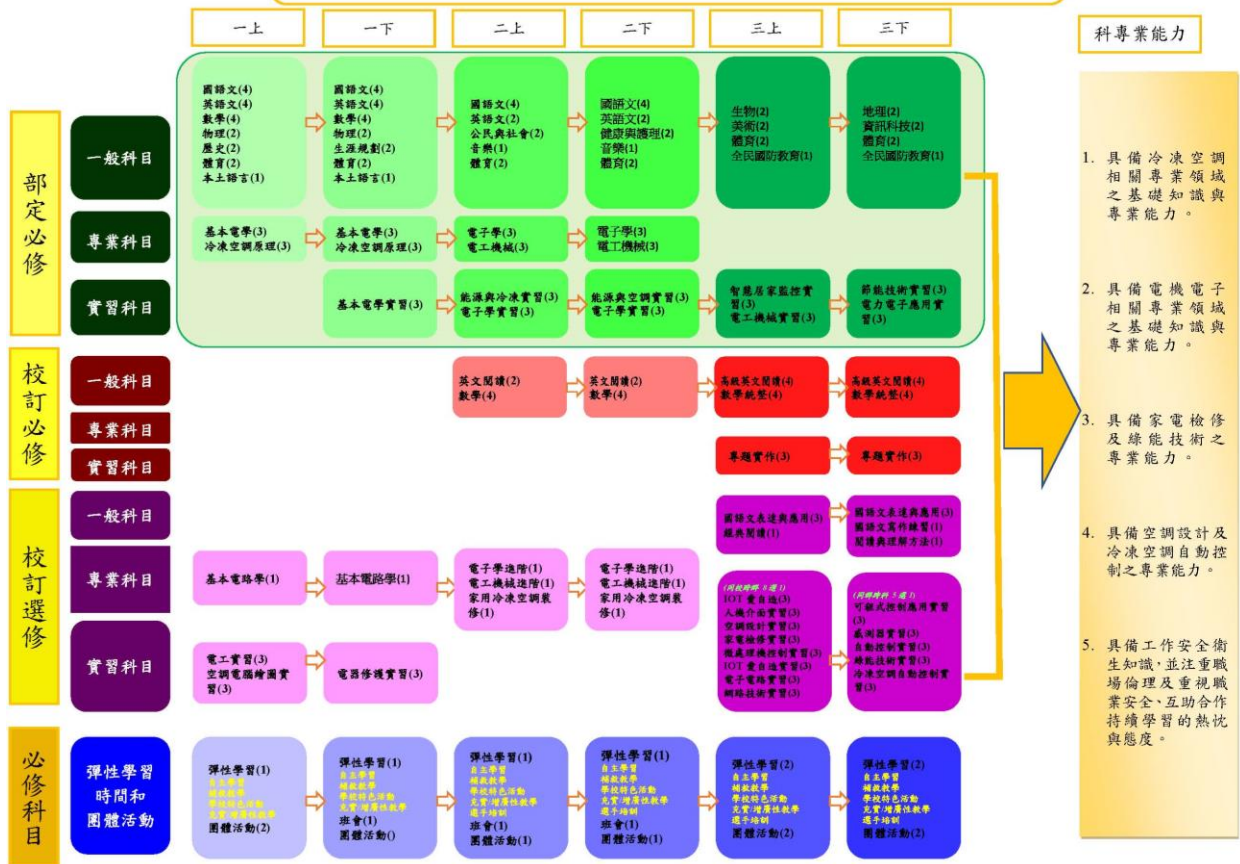 一上
一下
二上
二下
三上
三下
科專業能力
部定必修
一般科目
國語文(4)
英語文(4)
數學(4)
物理(2)
歷史(2)
體育(2)
本土語言(1)
國語文(4)
英語文(4)
數學(4)
物理(2)
生涯規劃(2)
體育(2)
本土語言(1)
國語文(4)
英語文(2)
公民與社會(2)
音樂(1)
體育(2)
國語文(4)
英語文(2)
健康與護理(2)
音樂(1)
體育(2)
生物(2)
美術(2)
體育(2)
全民國防教育(1)
地理(2)
資訊科技(2)
體育(2)
全民國防教育(1)
專業科目
基本電學(3)
冷凍空調原理(3)
基本電學(3)
冷凍空調原理(3)
電子學(3)
電工機械(3)
電子學(3)
電工機械(3)
實習科目
基本電學實習(3)
能源與冷凍實習(3)
電子學實習(3)
能源與空調實習(3)
電子學實習(3)
智慧居家監控實
習(3)
電工機械實習(3)
節能技術實習(3)
電力電子應用實
習(3)
校訂必修
一般科目
英文閱讀(2)
數學(4)
英文閱讀(2)
數學(4)
高級英文閱讀(4)
數學統整(4)
高級英文閱讀(4)
數學統整(4)
專業科目
實習科目
專題實作(3)
專題實作(3)
校訂選修
一般科目
國語文表達與應用(3)
經典閱讀(1)
國語文表達與應用(3)
國語文寫作練習(1)
閱讀與理解方法(1)
專業科目
基本電路學(1)
基本電路學(1)
電子學進階(1)
電工機械進階(1)
家用冷凍空調裝
修(1)
電子學進階(1)
電工機械進階(1)
家用冷凍空調裝
修(1)
實習科目
電工實習(3)
空調電腦繪圖實
習(3)
電器修護實習(3)
(同校跨群 8 選 1)
IOT 愛自造(3)
人機介面實習(3)
空調設計實習(3)
家電檢修實習(3)
微處理機控制實習(3)
IOT 愛自造實習(3)
電子電路實習(3)
網路技術實習(3)
(同群跨科 5 選 1)
可程式控制應用實習
(3)
感測器實習(3)
自動控制實習(3)
綠能技術實習(3)
冷凍空調自動控制實
習(3)
必修科目
彈性學習
時間和
團體活動
彈性學習(1)
自主學習
補救教學
學校特色活動
充實/增廣性教學
團體活動(2)
彈性學習(1)
自主學習
補救教學
學校特色活動
充實/增廣性教學
班會(1)
團體活動()
彈性學習(1)
自主學習
補救教學
學校特色活動
充實/增廣性教學
選手培訓
班會(1)
團體活動(1)
彈性學習(1)
自主學習
補救教學
學校特色活動
充實/增廣性教學
選手培訓
班會(1)
團體活動(1)
彈性學習(2)
自主學習
補救教學
學校特色活動
充實/增廣性教學
選手培訓
團體活動(2)
彈性學習(2)
自主學習
補救教學
學校特色活動
充實/增廣性教學
選手培訓
團體活動(2)
1. 具備冷凍空調
相關專業領域
之基礎知識與
專業能力。
2. 具備電機電子
相關專業領域
之基礎知識與
專業能力。
3. 具備家電檢修
及綠能技術之
專業能力。
4. 具備空調設計及
冷凍空調自動控
制之專業能力。
5. 具備工作安全衛
生知識,並注重職
場倫理及重視職
業安全、互助合作
持續學習的熱忱
與態度。